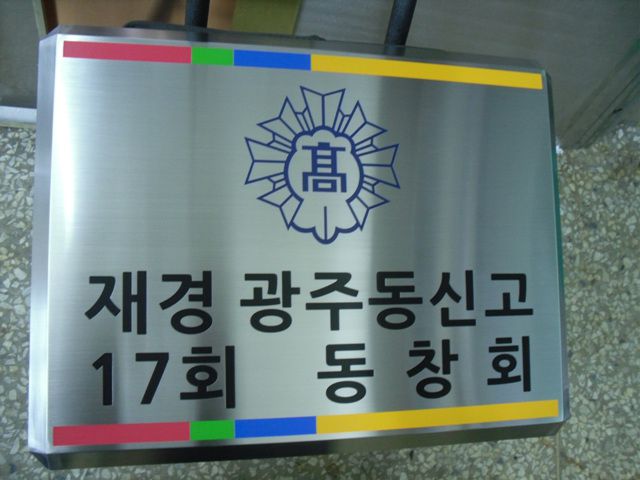 高
재경 광주동신고
17회 동창회